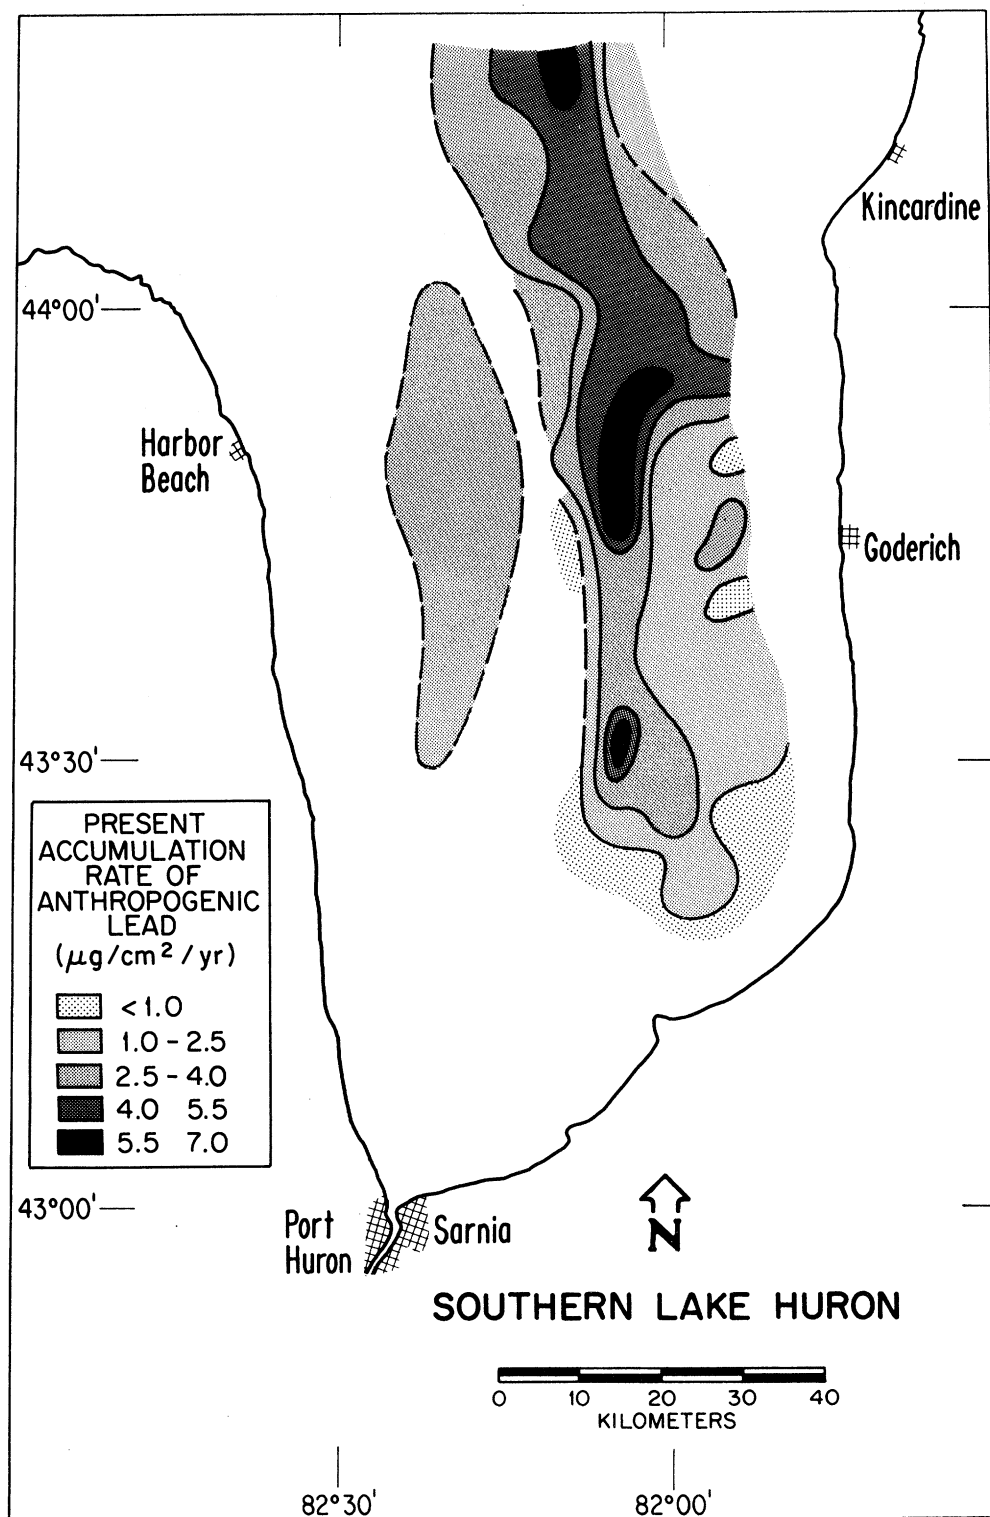 Kincardine
44°00'
Harbor
Beach
Goderich
43°30'
PRESENT
ACCUMULATION
RATE OF
ANTHROPOGENIC
LEAD
(μg/cm²/yr)
<1.0
1.0-2.5
2.5-4.0
4.0 5.5
5.5 7.0
43°00'
Port
Huron
Sarnia
N
SOUTHERN LAKE HURON
0 10 20 30 40
KILOMETERS
82°30' 82°00'